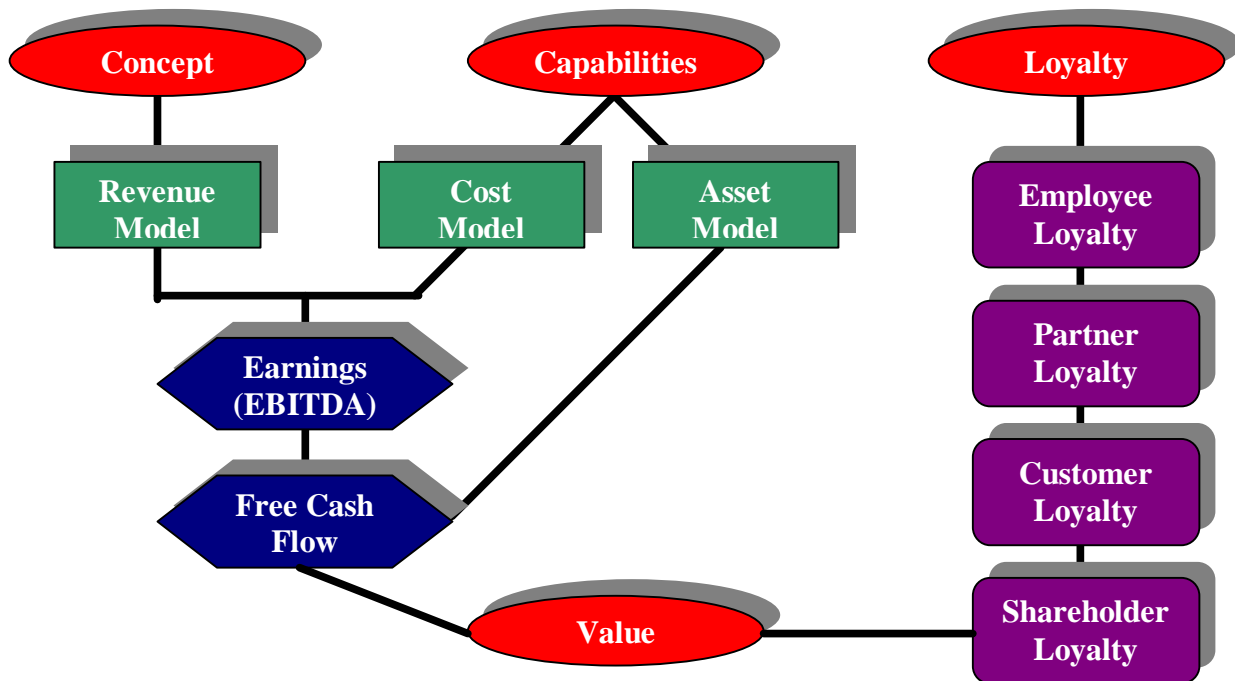 Concept
Capabilities
Loyalty
Revenue
Model
Cost
Model
Asset
Model
Employee
Loyalty
Partner
Loyalty
Earnings
(EBITDA)
Customer
Loyalty
Free Cash
Flow
Value
Shareholder
Loyalty